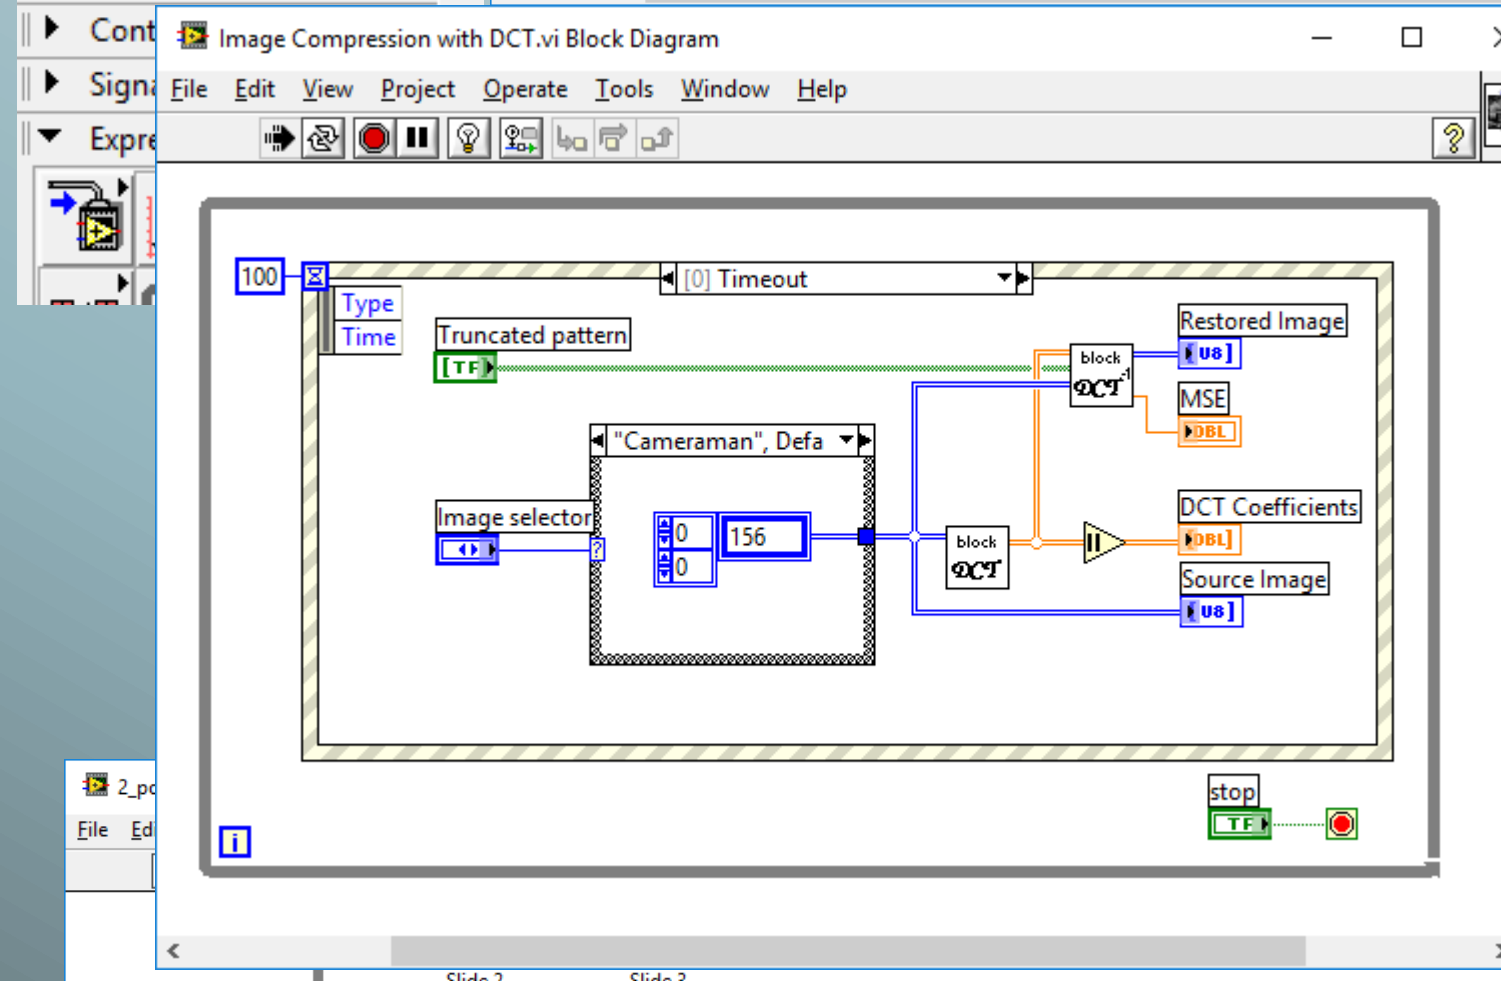 Cont
Signa
Expre
Image Compression with DCT.vi Block Diagram
File Edit View Project Operate Tools Window Help
100
[0] Timeout
Type
Time
Truncated pattern
[TF]
Restored Image
[U8]
block
DCT-1
MSE
DBL
"Cameraman", Defa
Image selector
?
0
0
156
block
DCT
DCT Coefficients
[DBL]
Source Image
[U8]
stop
TF
i
2_po
File Edi
Slide 2 Slide 3